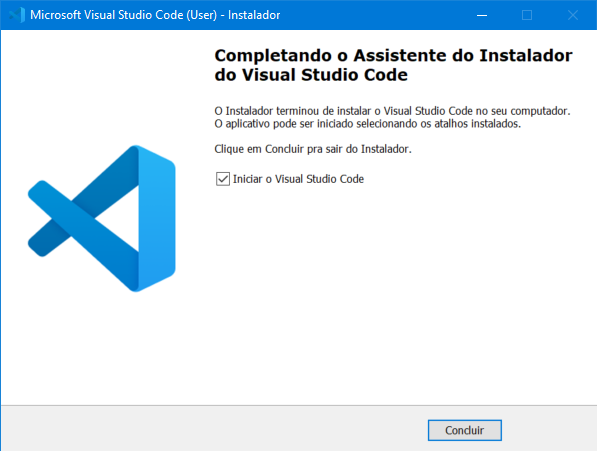 Microsoft Visual Studio Code (User) - Instalador
Completando o Assistente do Instalador
do Visual Studio Code
O Instalador terminou de instalar o Visual Studio Code no seu computador.
O aplicativo pode ser iniciado selecionando os atalhos instalados.
Clique em Concluir pra sair do Instalador.
Iniciar o Visual Studio Code
Concluir